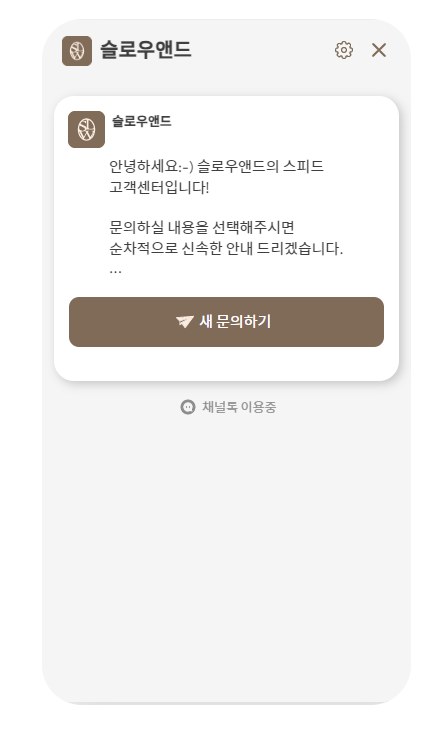 슬로우앤드
슬로우앤드
안녕하세요:-) 슬로우앤드의 스피드
고객센터입니다!
문의하실 내용을 선택해주시면
순차적으로 신속한 안내 드리겠습니다.
...
새 문의하기
채널톡 이용중